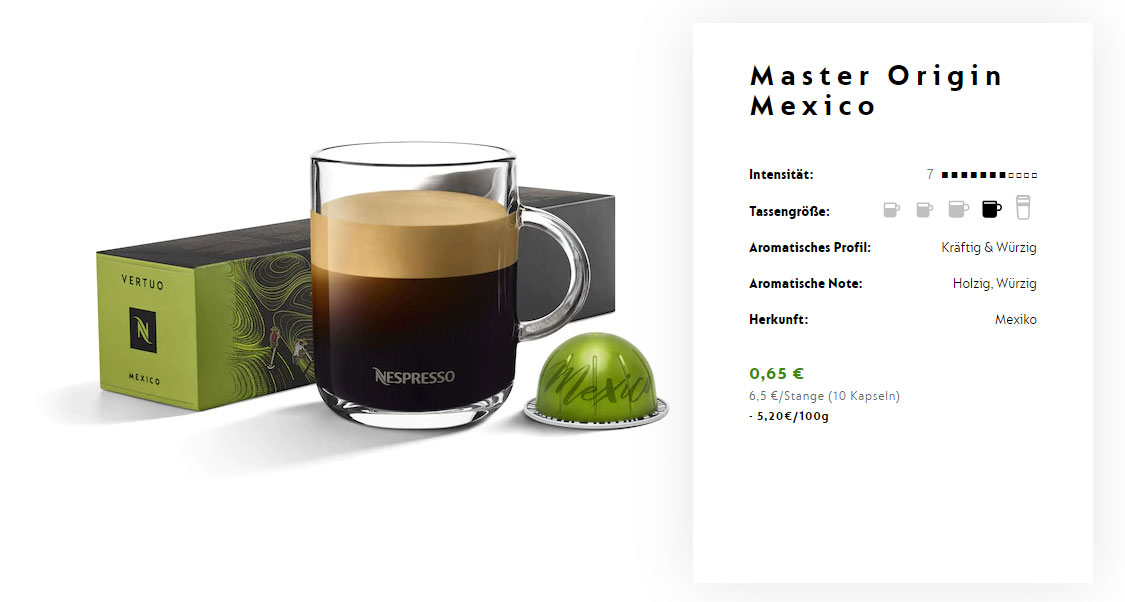 VERTUO
N
MEXICO
NESPRESSO
Mexico
Master Origin
Mexico
Intensität: 7
Tassengröße:
Aromatisches Profil: Kräftig & Würzig
Aromatische Note: Holzig, Würzig
Herkunft: Mexiko
0,65 €
6,5 €/Stange (10 Kapseln)
- 5,20€/100g